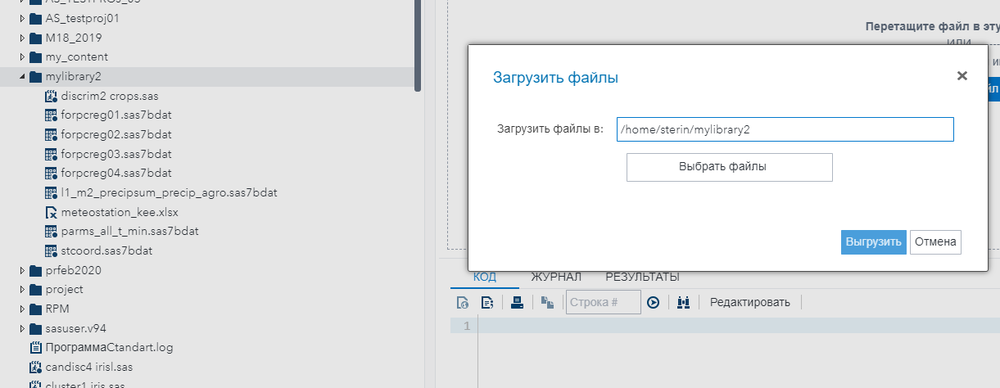 AS_testproj01
M18_2019
my_content
mylibrary2
discrim2 crops.sas
forpcreg01.sas7bdat
forpcreg02.sas7bdat
forpcreg03.sas7bdat
forpcreg04.sas7bdat
l1_m2_precipsum_precip_agro.sas7bdat
meteostation_kee.xlsx
parms_all_t_min.sas7bdat
stcoord.sas7bdat
prfeb2020
project
RPM
sasuser.v94
ПрограммаCtandart.log
candisc4 irisl.sas
cluster1 iris.sas
Перетащите файл в эту
ИЛИ
Загрузить файлы
Загрузить файлы в:
/home/sterin/mylibrary2
Выбрать файлы
Выгрузить
Отмена
КОД
ЖУРНАЛ
РЕЗУЛЬТАТЫ
Строка #
Редактировать
1